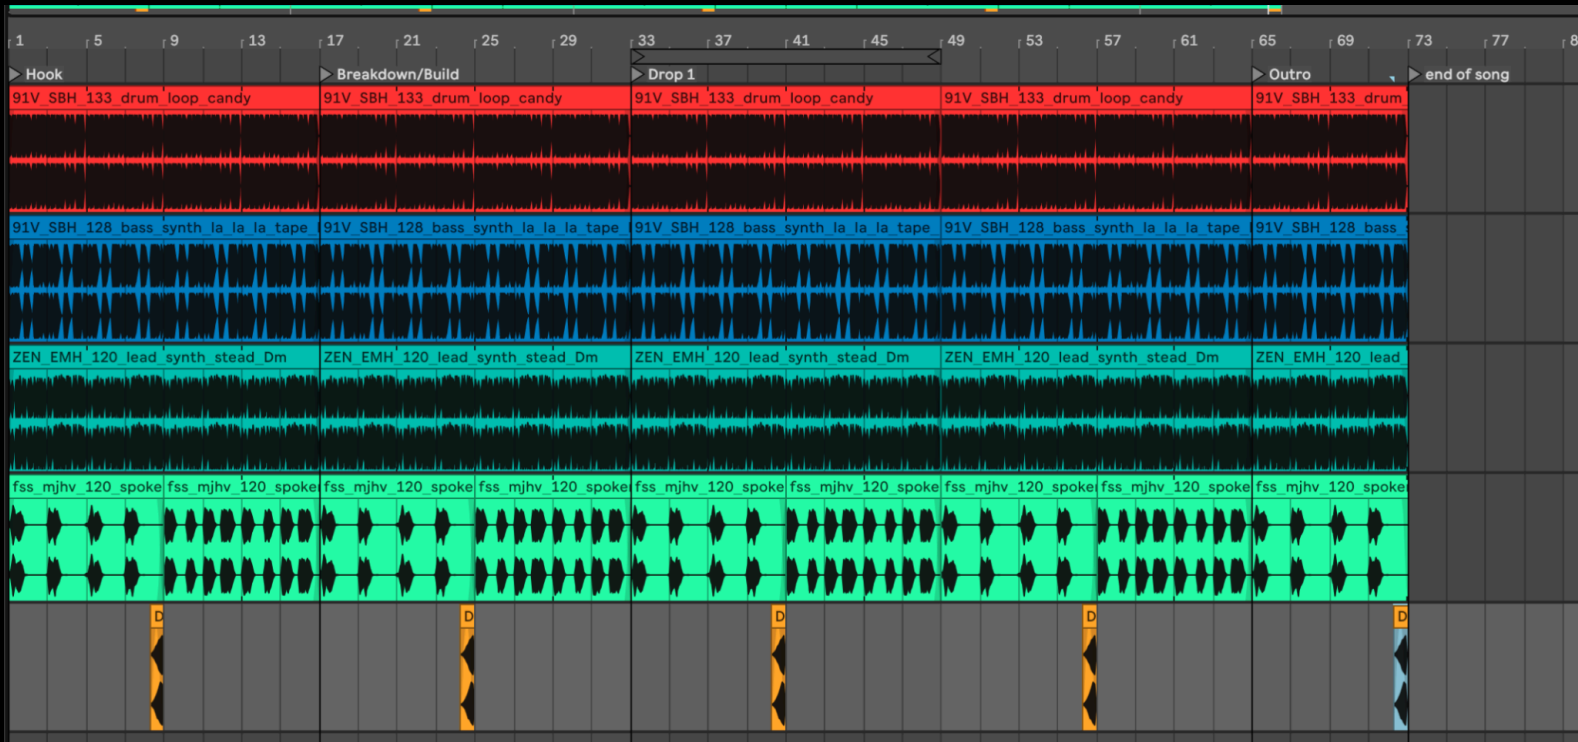 1 5 9 13 17 21 25 29 33 37 41 45 49 53 57 61 65 69 73 77 8
Hook Breakdown/Build Drop 1 Outro end of song
91V_SBH_133_drum_loop_candy 91V_SBH_133_drum_loop_candy 91V_SBH_133_drum_loop_candy 91V_SBH_133_drum_loop_candy 91V_SBH_133_drum
91V_SBH_128_bass_synth_la_la_la_tape 91V_SBH_128_bass_synth_la_la_la_tape 91V_SBH_128_bass_synth_la_la_la_tape 91V_SBH_128_bass_synth_la_la_la_tape 91V_SBH_128_bass
ZEN_EMH_120_lead_synth_stead_Dm ZEN_EMH_120_lead_synth_stead_Dm ZEN_EMH_120_lead_synth_stead_Dm ZEN_EMH_120_lead_synth_stead_Dm ZEN_EMH_120_lead
fss_mjhv_120_spoke fss_mjhv_120_spoke fss_mjhv_120_spoke fss_mjhv_120_spoke fss_mjhv_120_spoke fss_mjhv_120_spoke fss_mjhv_120_spoke fss_mjhv_120_spoke fss_mjhv_120_spoke
D D D D D